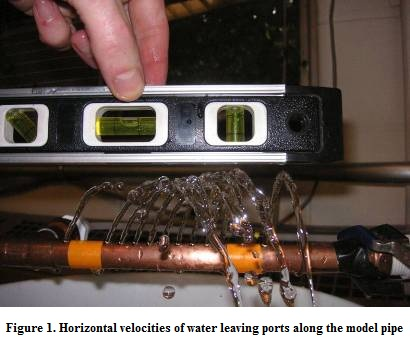 Figure 1. Horizontal velocities of water leaving ports along the model pipe